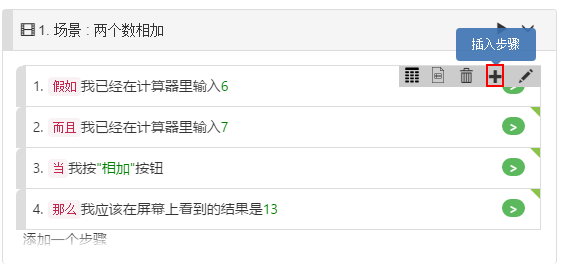 1. 场景 : 两个数相加
插入步骤
1. 假如 我已经在计算器里输入6
2. 而且 我已经在计算器里输入7
3. 当 我按"相加"按钮
4. 那么 我应该在屏幕上看到的结果是13
添加一个步骤